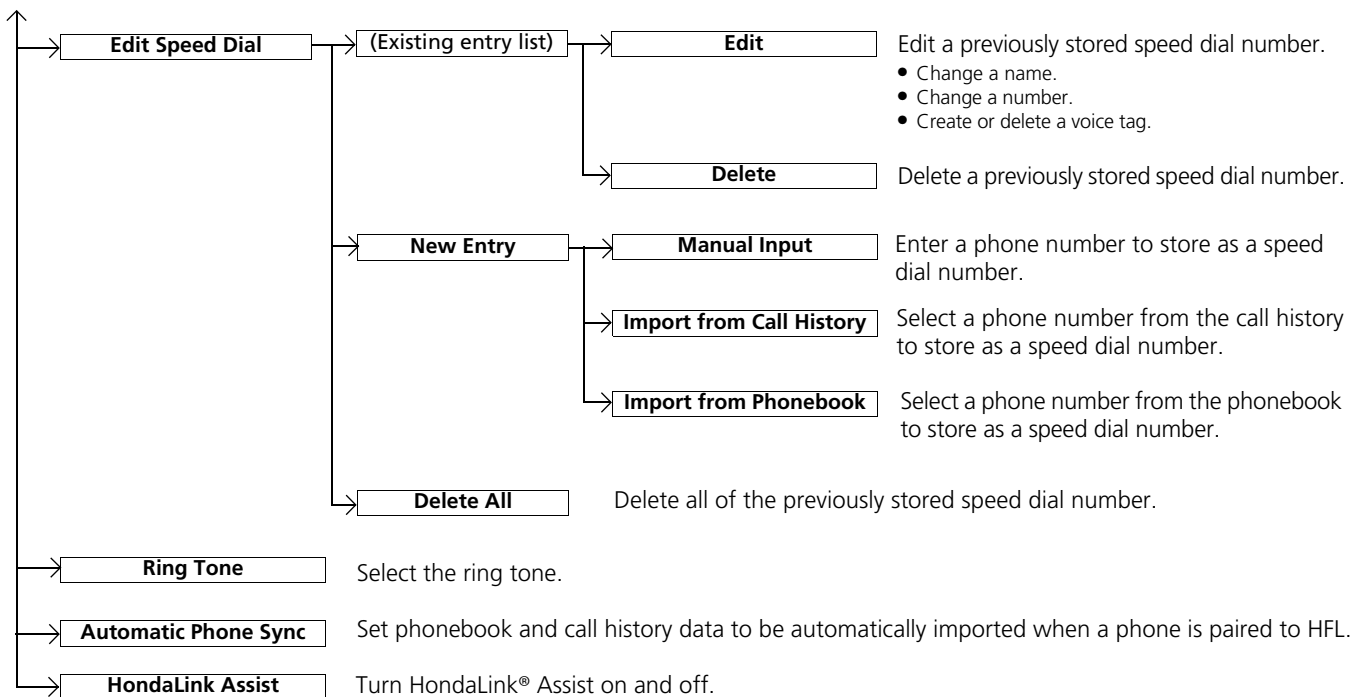 Edit Speed Dial
(Existing entry list)
Edit
Edit a previously stored speed dial number.
• Change a name.
• Change a number.
• Create or delete a voice tag.
Delete
Delete a previously stored speed dial number.
New Entry
Manual Input
Enter a phone number to store as a speed
dial number.
Import from Call History
Select a phone number from the call history
to store as a speed dial number.
Import from Phonebook
Select a phone number from the phonebook
to store as a speed dial number.
Delete All
Delete all of the previously stored speed dial number.
Ring Tone
Select the ring tone.
Automatic Phone Sync
Set phonebook and call history data to be automatically imported when a phone is paired to HFL.
HondaLink Assist
Turn HondaLink® Assist on and off.